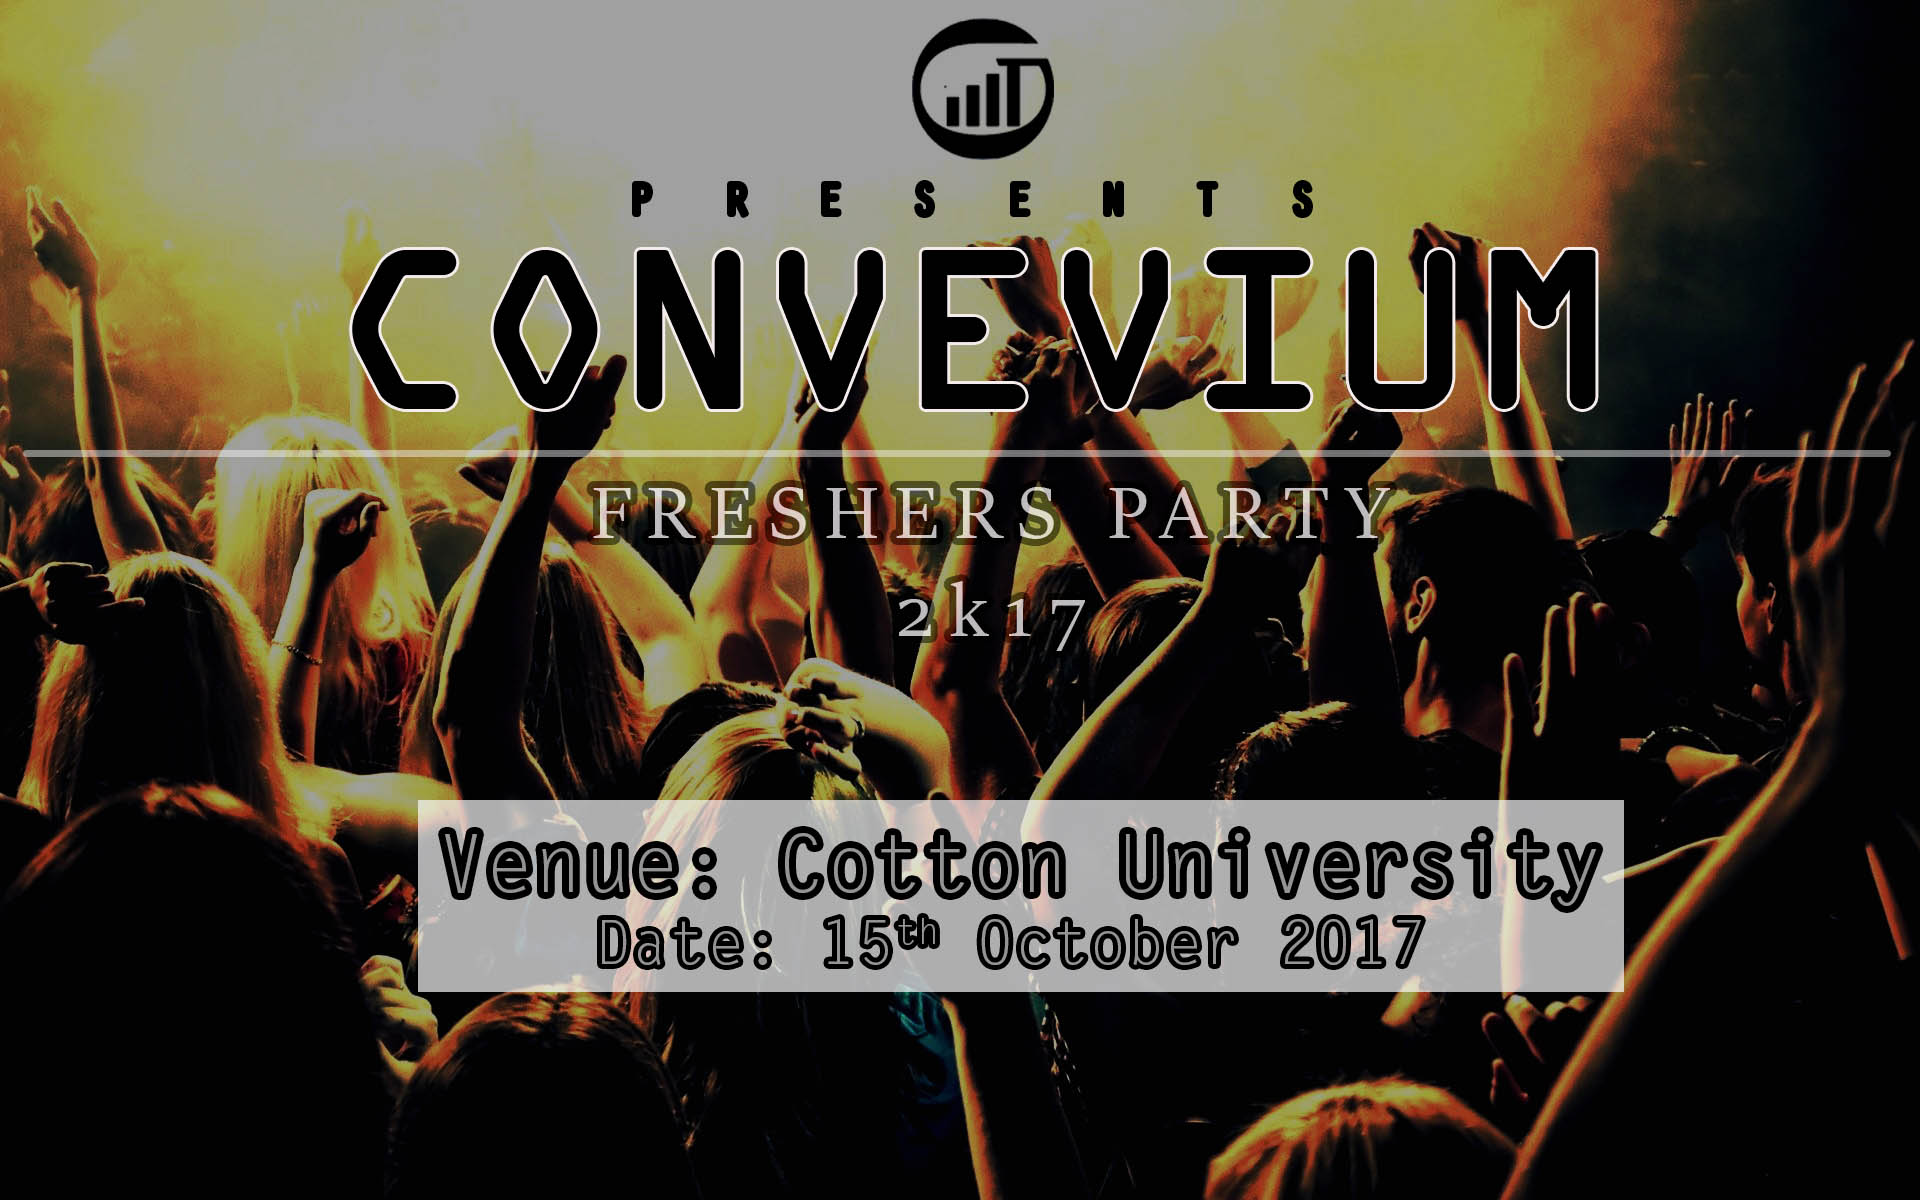 PRESENTS
CONVEVIUM
FRESHERS PARTY
2k17
Venue: Cotton University
Date: 15th October 2017